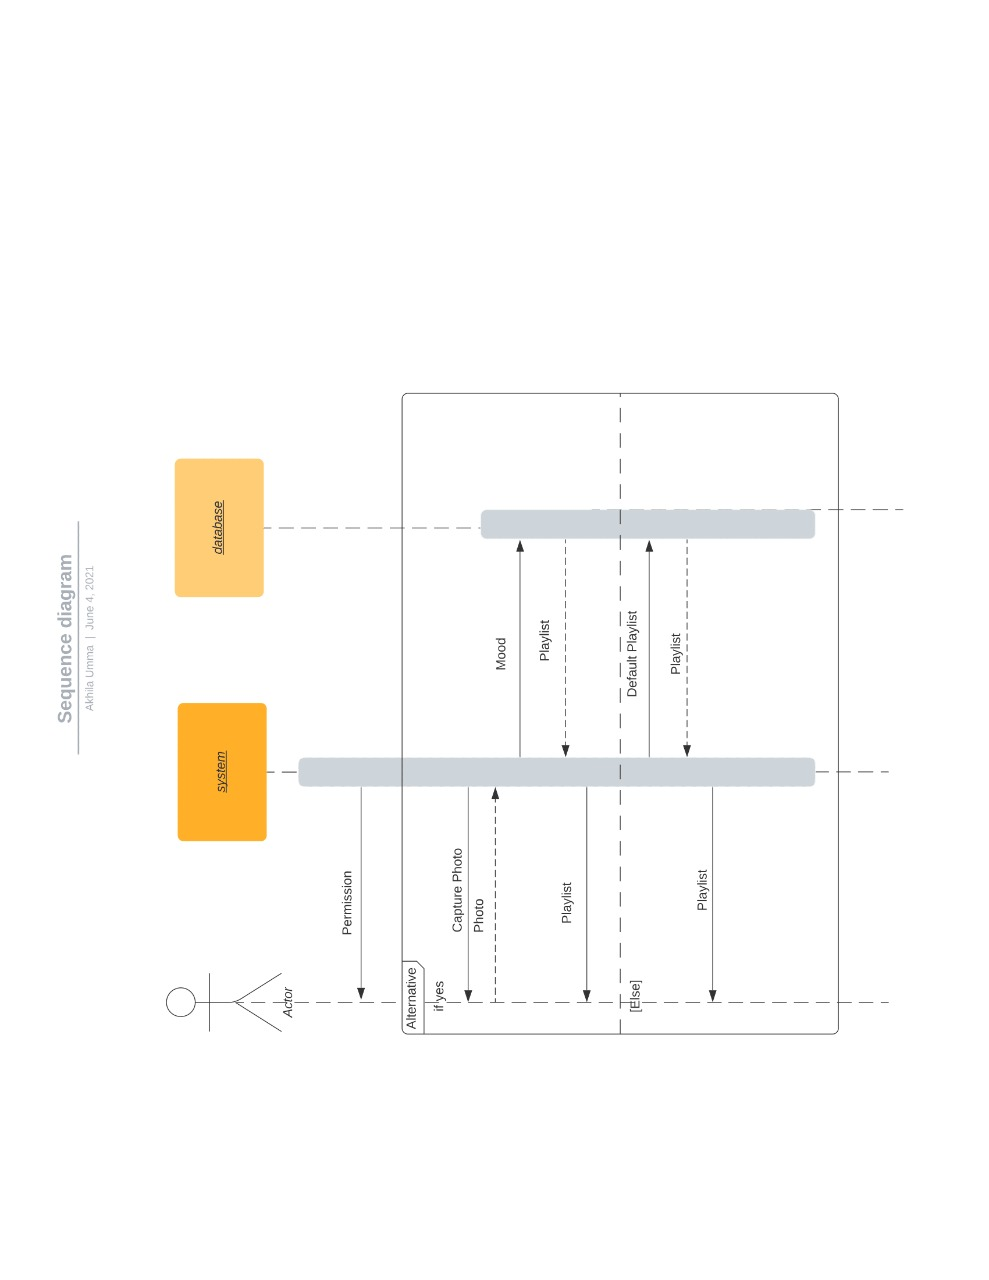 Sequence diagram
Akhila Umma | June 4, 2021
Actor
system
database
Permission
Alternative
if yes
Capture Photo
Photo
Mood
Playlist
Playlist
[Else]
Default Playlist
Playlist
Playlist